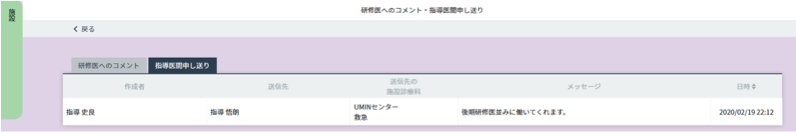 施設
研修医へのコメント・指導医間申し送り
戻る
研修医へのコメント 指導医間申し送り
作成者 送信先 送信先の施設診療科 メッセージ 日時
指導 史良 指導 悟朗 UMINセンター 救急 後期研修医並みに働いてくれます。 2020/02/19 22:12